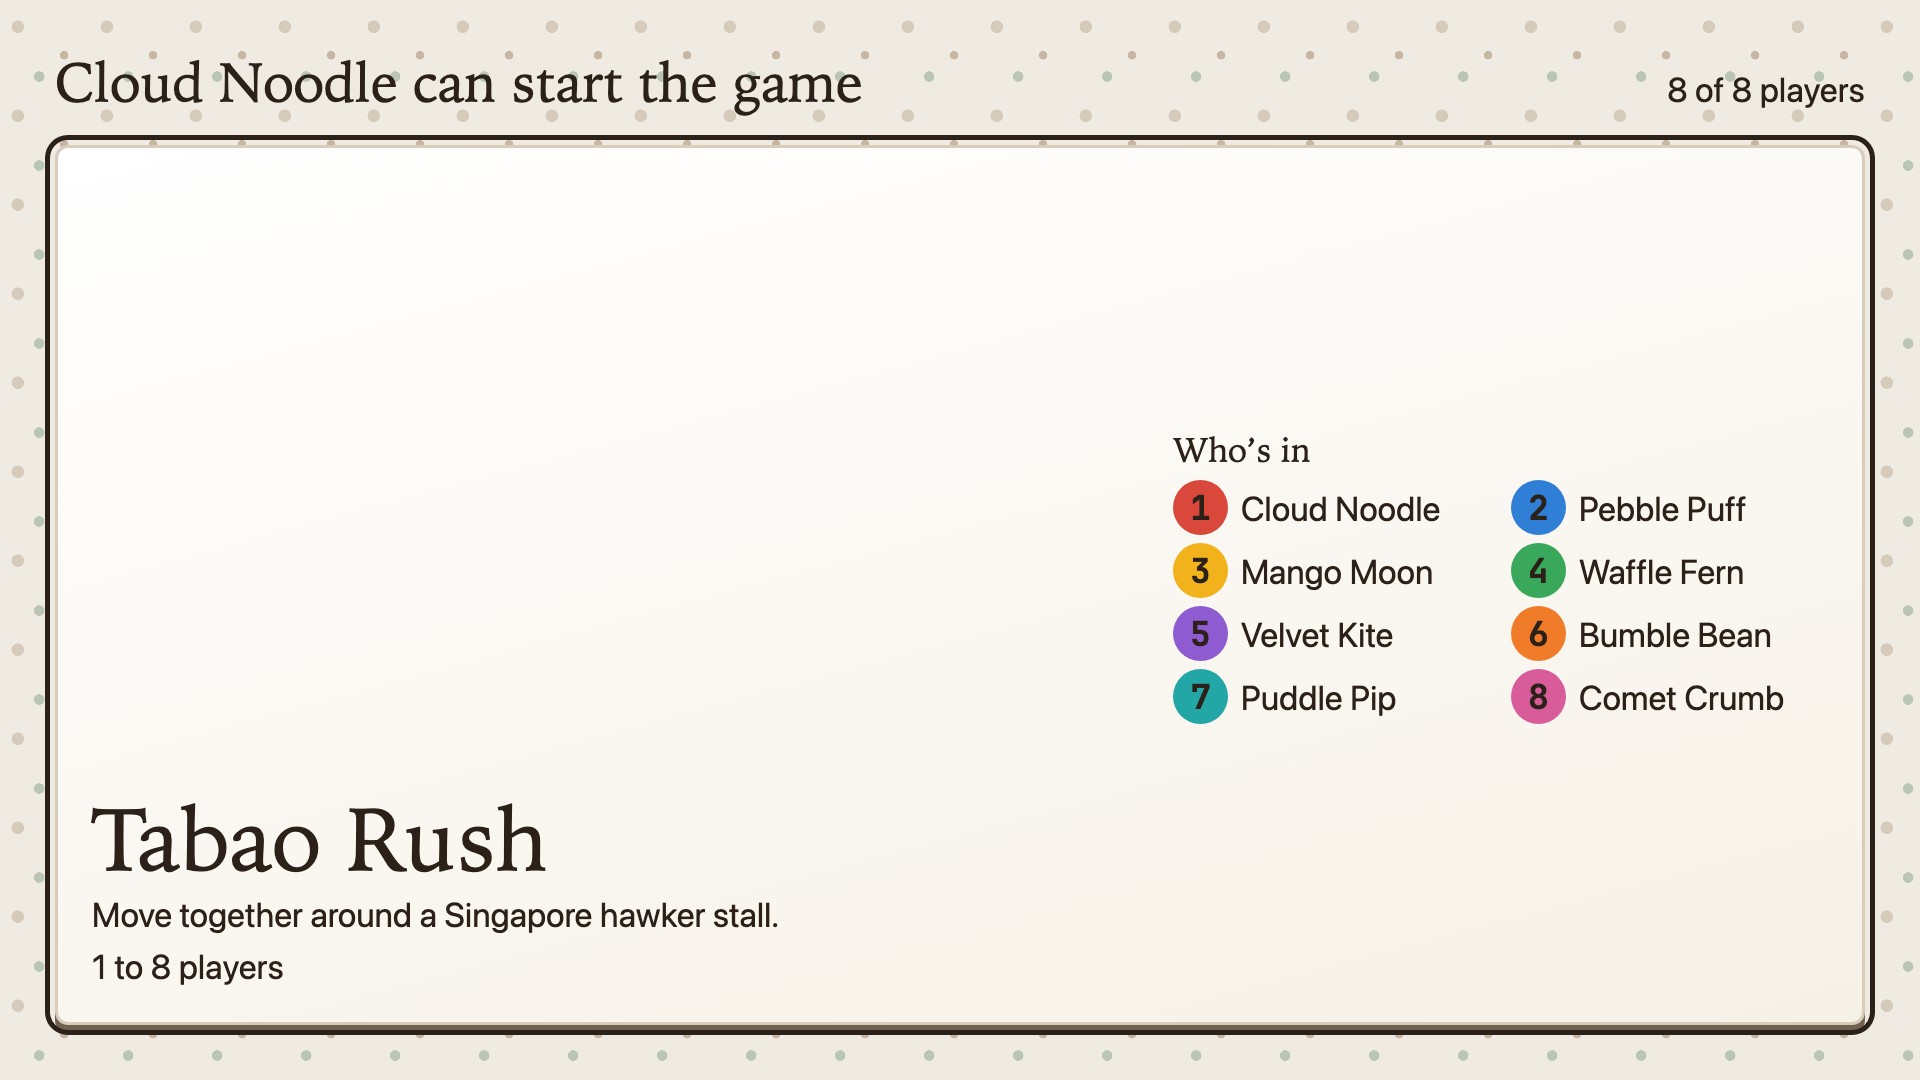 Cloud Noodle can start the game
8 of 8 players
Who’s in
1 Cloud Noodle
2 Pebble Puff
3 Mango Moon
4 Waffle Fern
5 Velvet Kite
6 Bumble Bean
7 Puddle Pip
8 Comet Crumb
Tabao Rush
Move together around a Singapore hawker stall.
1 to 8 players